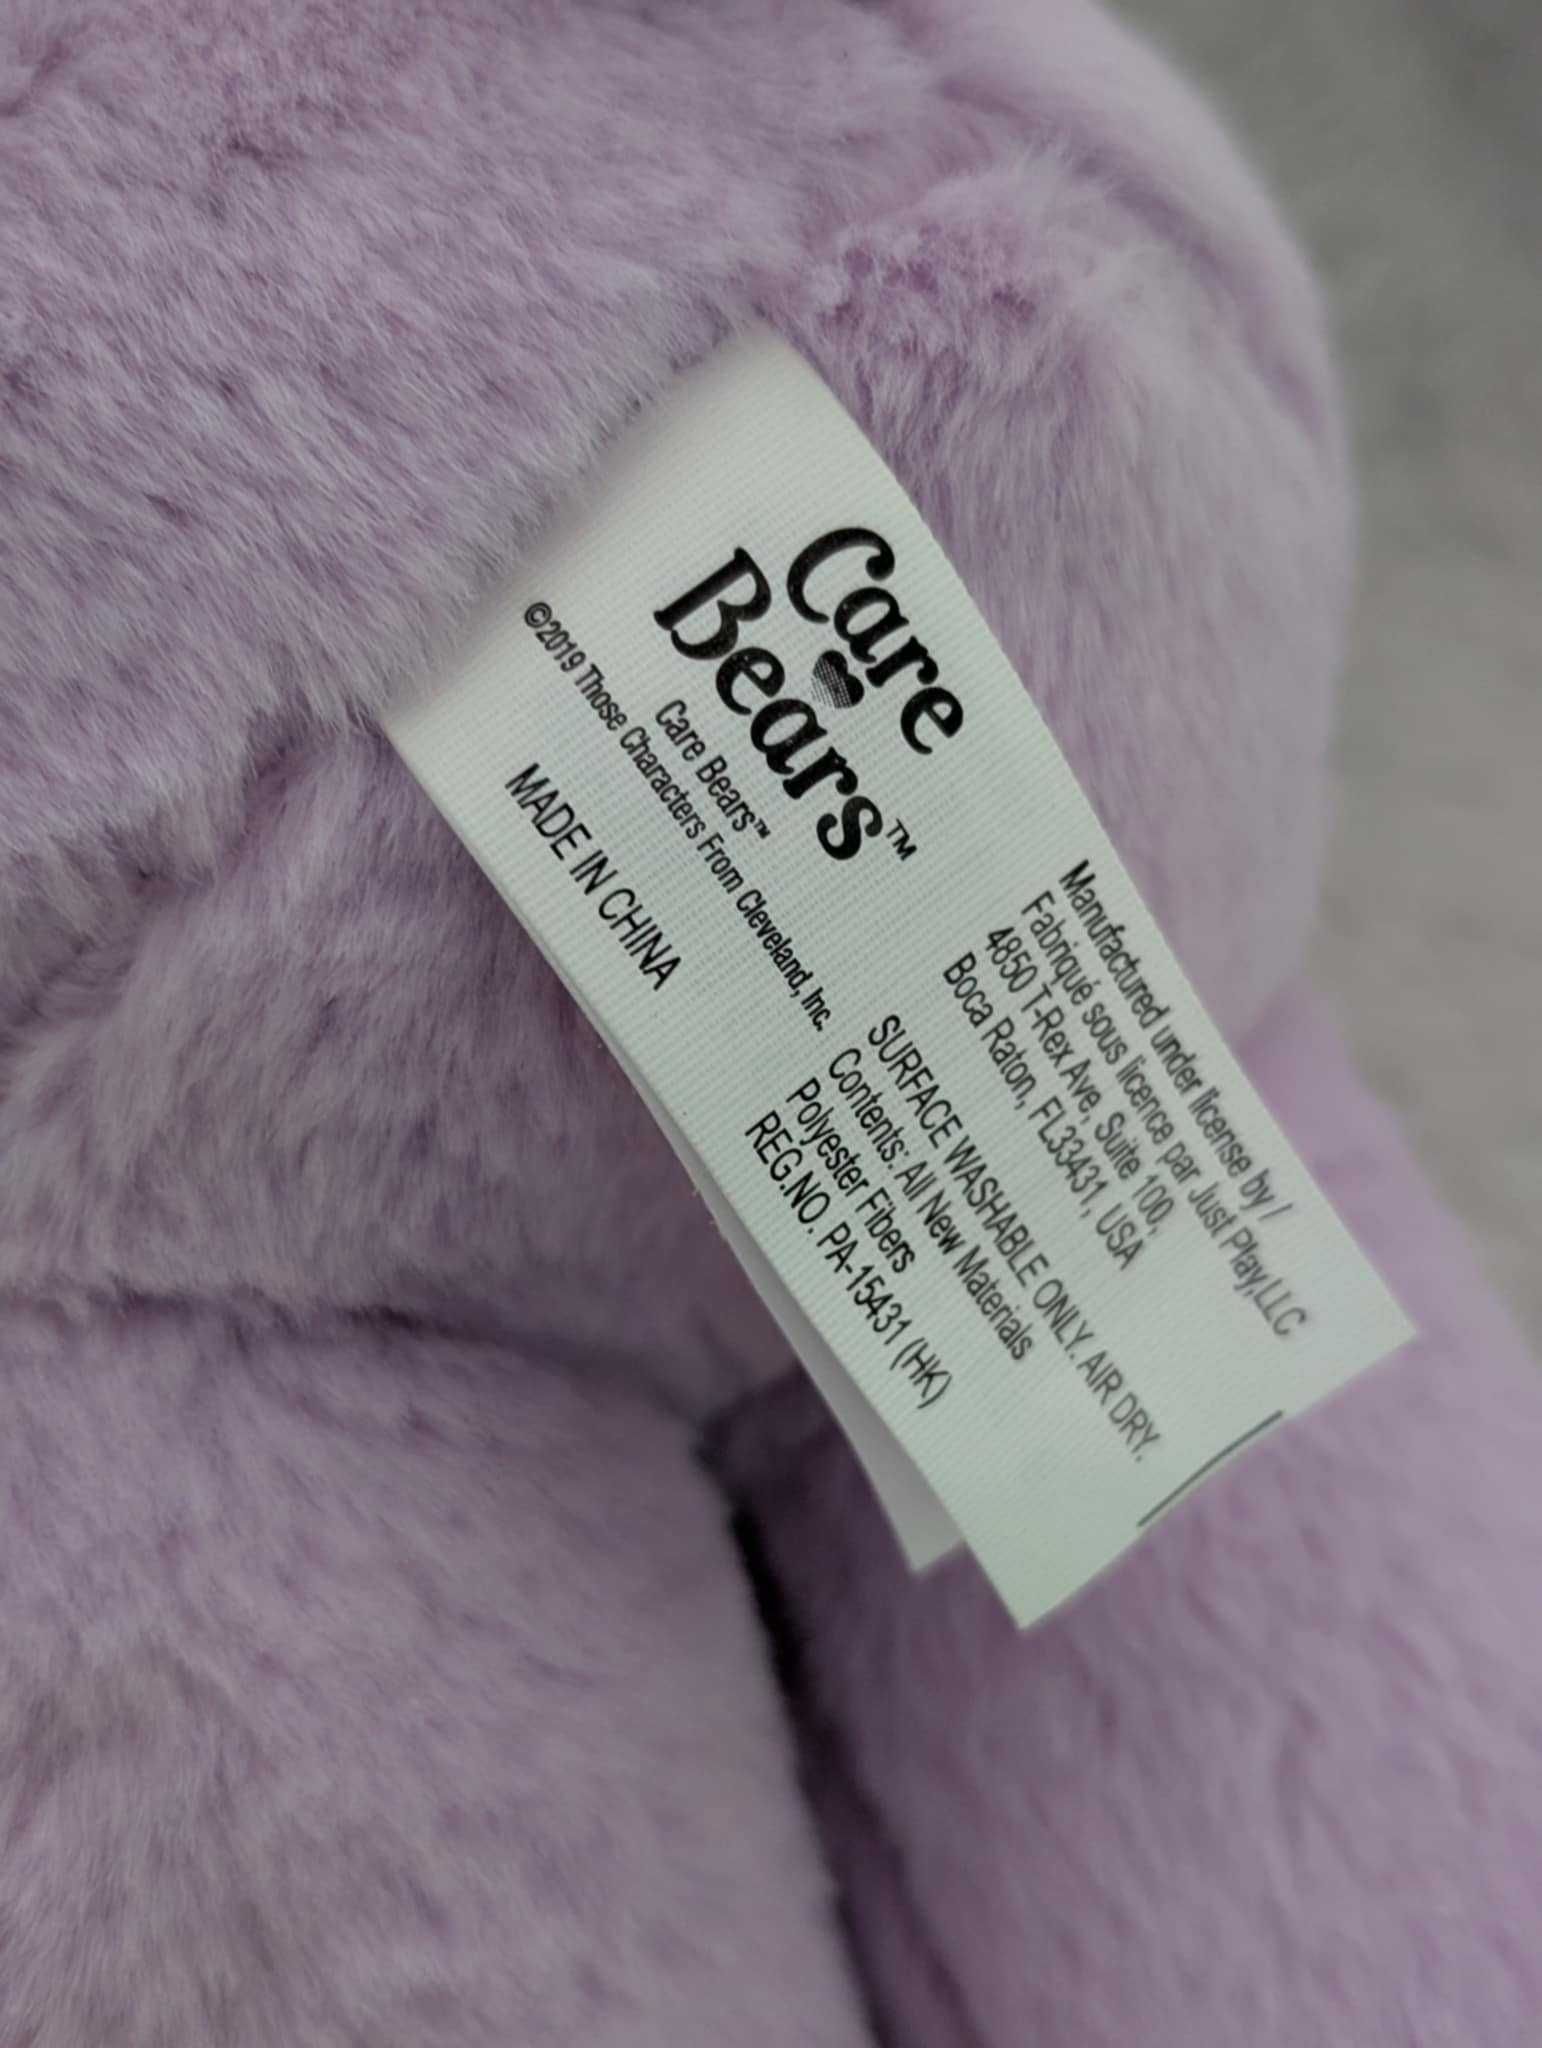 Care
Bears™
Care Bears™
©2019 Those Characters From Cleveland, Inc.
MADE IN CHINA
Manufactured under license by /
Fabriqué sous licence par Just Play,LLC
4850 T-Rex Ave, Suite 100,
Boca Raton, FL33431, USA
SURFACE WASHABLE ONLY. AIR DRY.
Contents: All New Materials
Polyester Fibers
REG.NO. PA-15431 (HK)